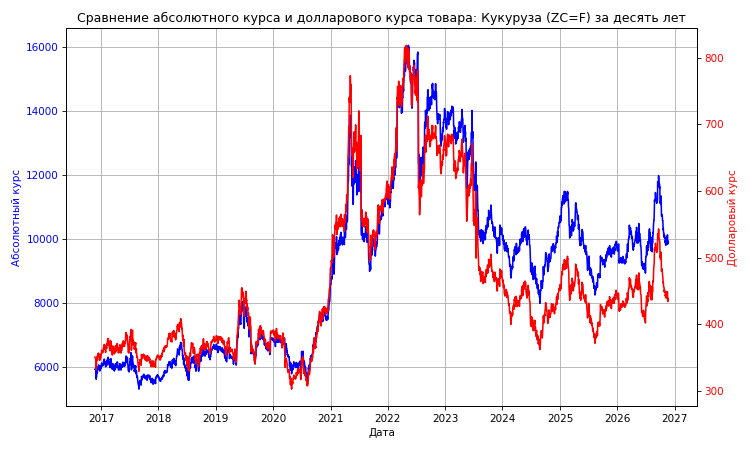 Сравнение абсолютного курса и долларового курса товара: Кукуруза (ZC=F) за десять лет
Абсолютный курс
16000
14000
12000
10000
8000
6000
800
700
600
500
400
300
Долларовый курс
2017 2018 2019 2020 2021 2022 2023 2024 2025 2026 2027
Дата